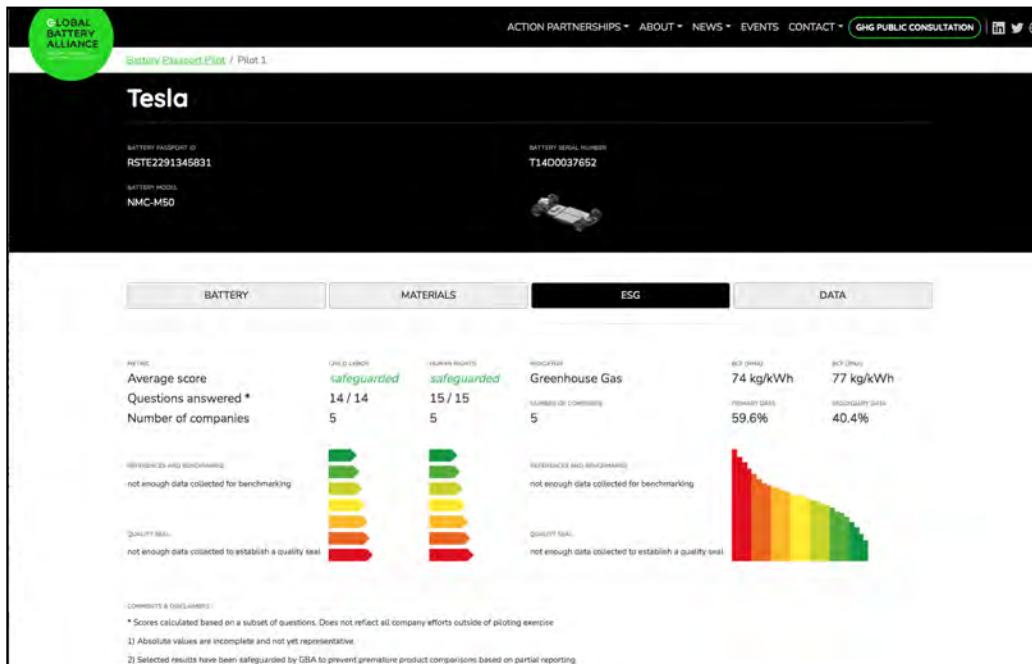 GLOBAL
BATTERY
ALLIANCE
ACTION PARTNERSHIPS ABOUT NEWS EVENTS CONTACT GHG PUBLIC CONSULTATION in
Battery Passport Pilot / Pilot 1
Tesla
BATTERY PASSPORT ID
RSTE2291345831
BATTERY SERIAL NUMBER
T14D0037652
BATTERY MODEL
NMC-M50
BATTERY MATERIALS ESG DATA
METRIC CHILD LABOR HUMAN RIGHTS
Average score safeguarded safeguarded
Questions answered * 14 / 14 15 / 15
Number of companies 5 5
REFERENCES AND BENCHMARKING
not enough data collected for benchmarking
QUALITY SEAL
not enough data collected to establish a quality seal
INDICATOR
Greenhouse Gas 74 kg/kWh 77 kg/kWh
NUMBER OF COMPANIES PRIMARY DATA SECONDARY DATA
5 59.6% 40.4%
REFERENCES AND BENCHMARKING
not enough data collected for benchmarking
QUALITY SEAL
not enough data collected to establish a quality seal
COMMENTS & DISCLAIMERS
* Scores calculated based on a subset of questions. Does not reflect all company efforts outside of piloting exercise
1) Absolute values are incomplete and not yet representative
2) Selected results have been safeguarded by GBA to prevent premature product comparisons based on partial reporting